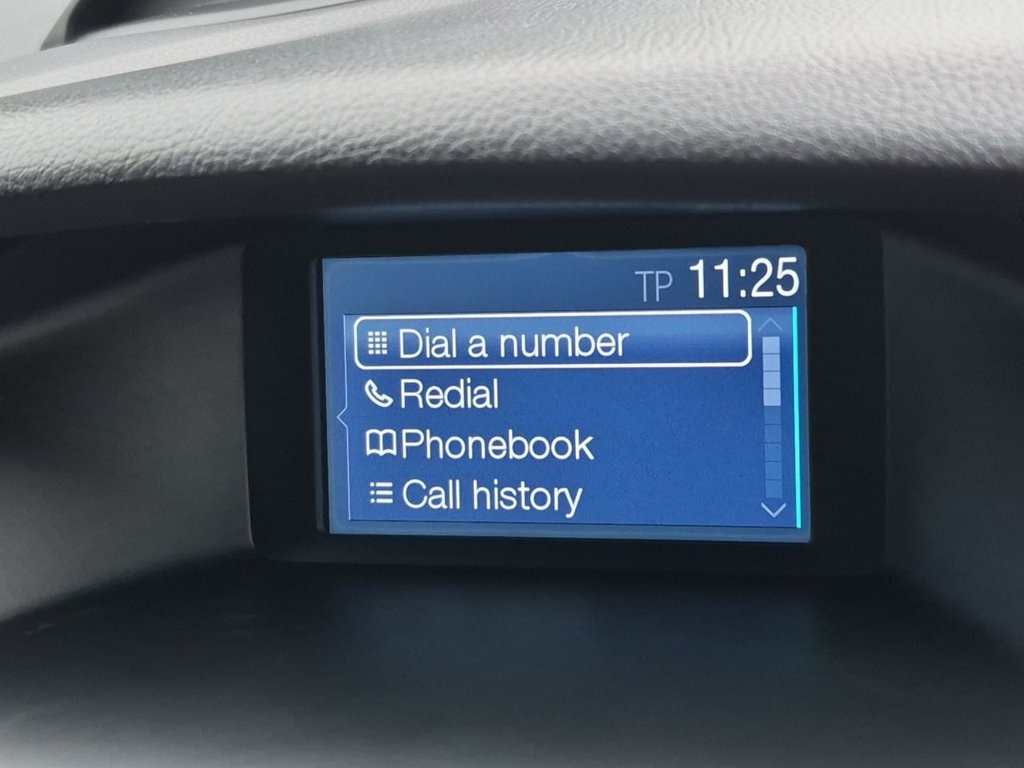 TP 11:25
Dial a number
Redial
Phonebook
Call history